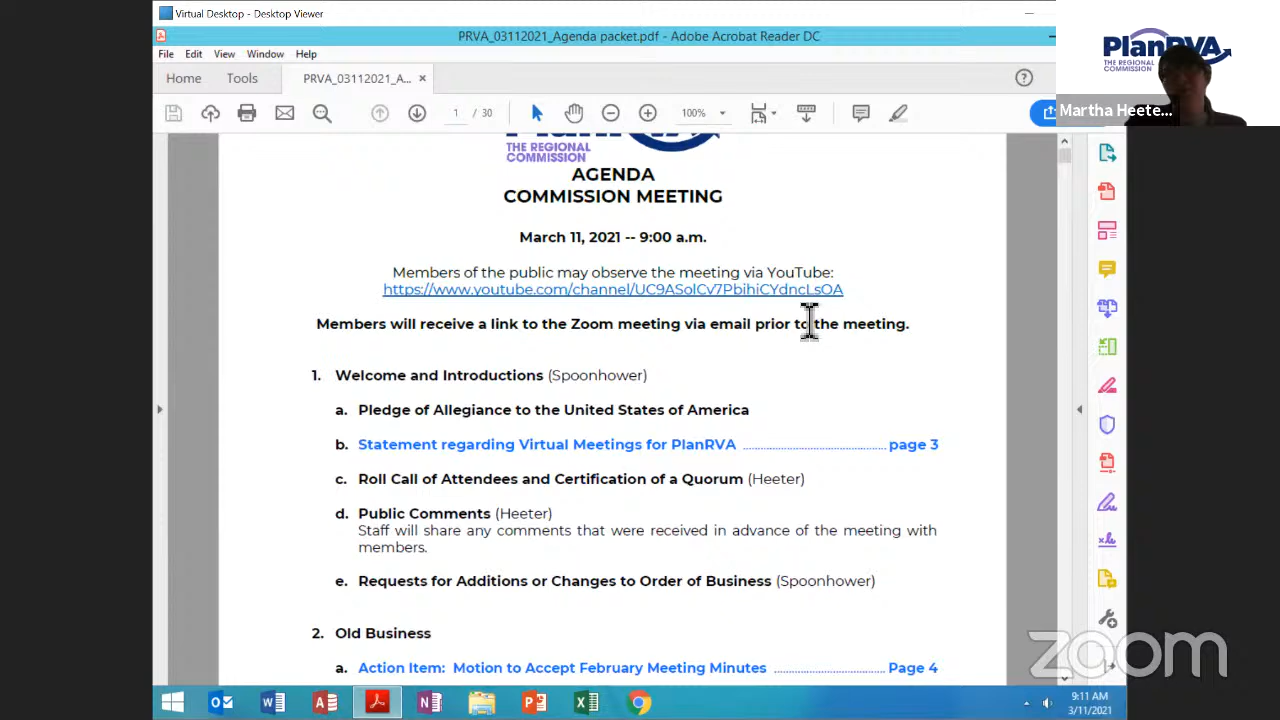 Virtual Desktop - Desktop Viewer
PRVA_03112021_Agenda packet.pdf - Adobe Acrobat Reader DC
File Edit View Window Help
Home Tools PRVA_03112021_A... ×
1 / 30 100%
PlanRVA
THE REGIONAL
COMMISSION
Martha Heete...
THE REGIONAL
COMMISSION
AGENDA
COMMISSION MEETING
March 11, 2021 -- 9:00 a.m.
Members of the public may observe the meeting via YouTube:
https://www.youtube.com/channel/UC9ASolCv7PbihiCYdncLsOA
Members will receive a link to the Zoom meeting via email prior to the meeting.
1. Welcome and Introductions (Spoonhower)
a. Pledge of Allegiance to the United States of America
b. Statement regarding Virtual Meetings for PlanRVA ........ page 3
c. Roll Call of Attendees and Certification of a Quorum (Heeter)
d. Public Comments (Heeter)
Staff will share any comments that were received in advance of the meeting with
members.
e. Requests for Additions or Changes to Order of Business (Spoonhower)
2. Old Business
a. Action Item: Motion to Accept February Meeting Minutes ........ Page 4
zoom
9:11 AM
3/11/2021